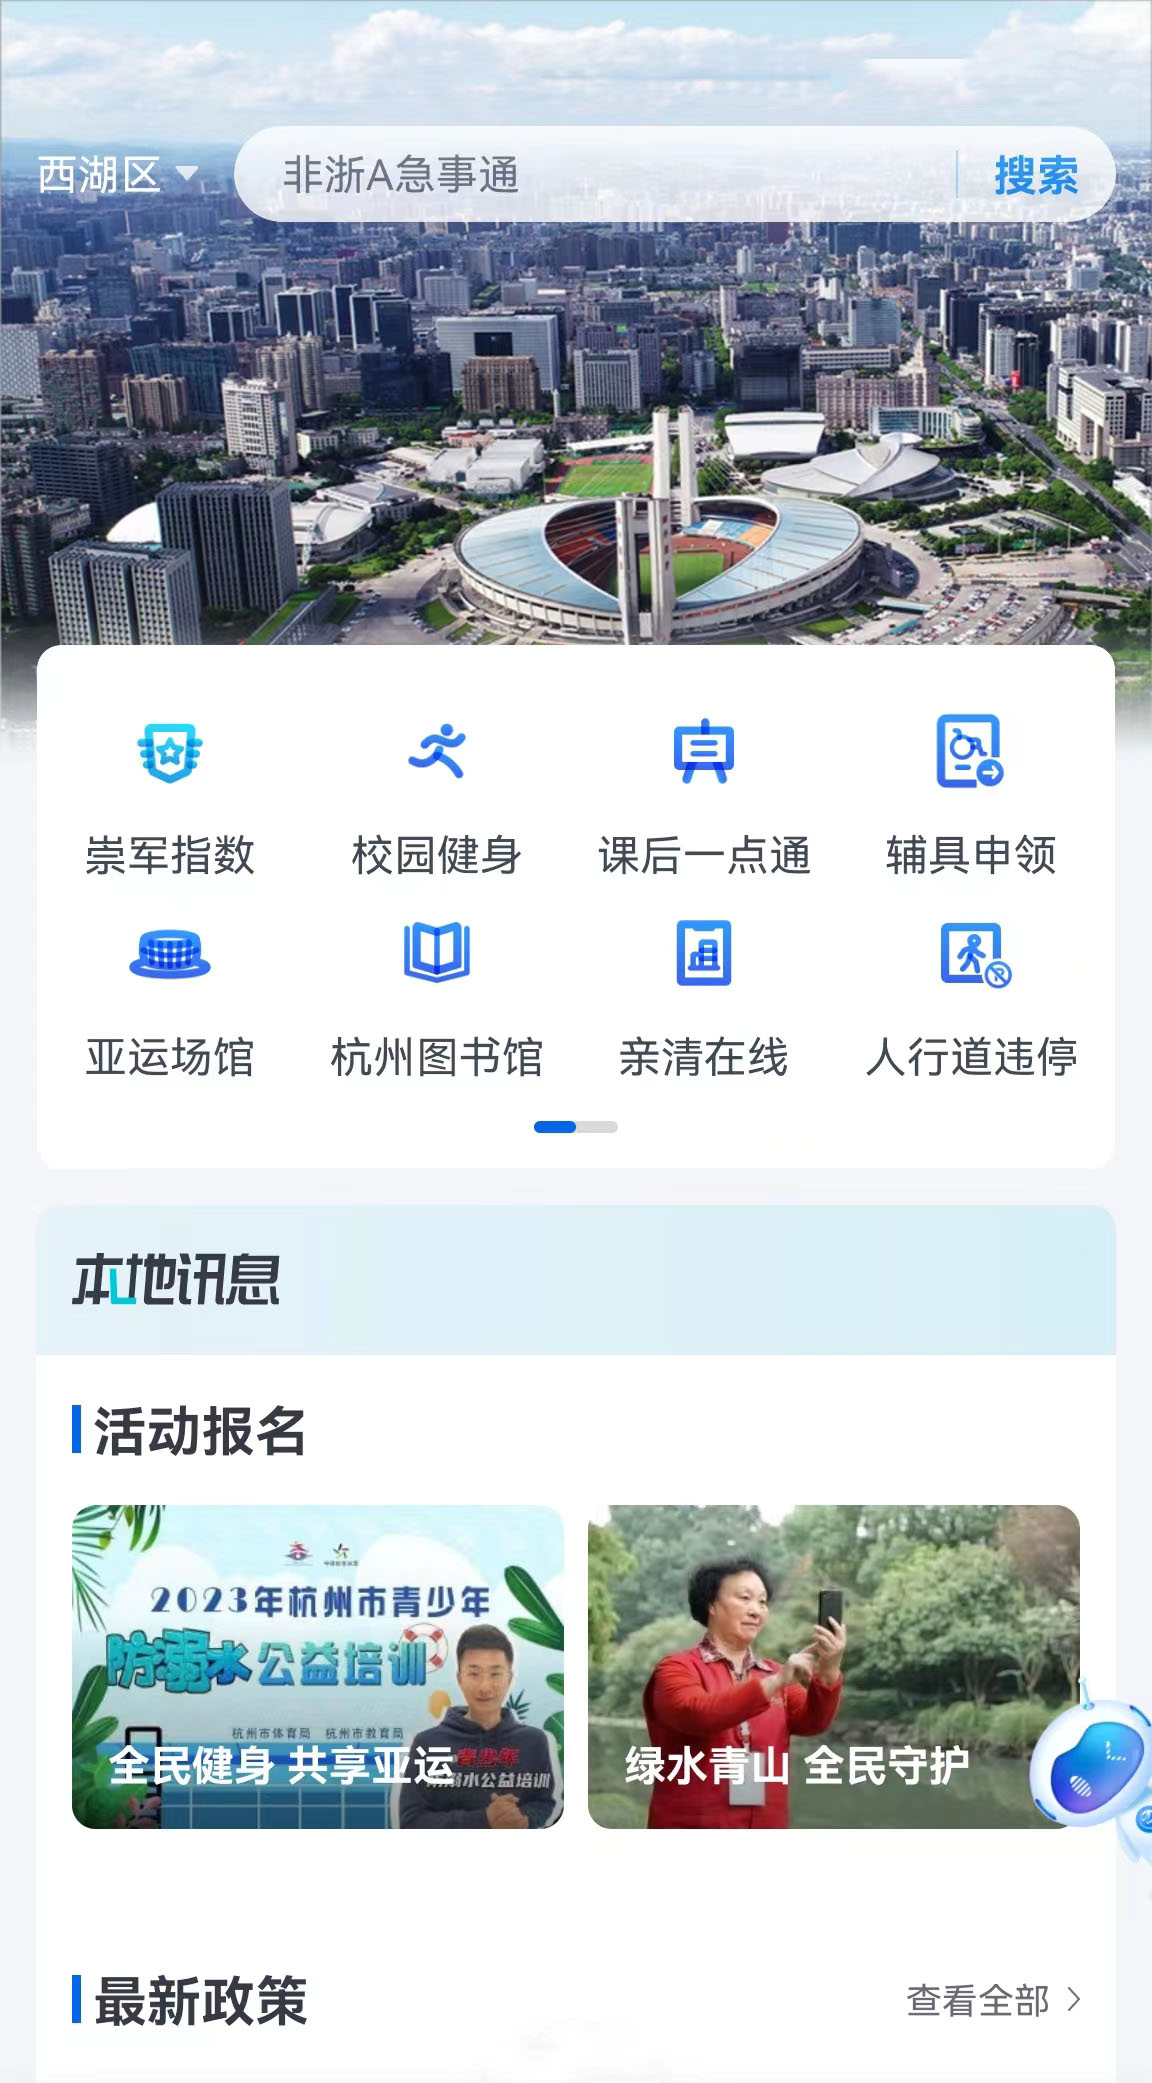 西湖区
非浙A急事通
搜索
崇军指数
校园健身
课后一点通
辅具申领
亚运场馆
杭州图书馆
亲清在线
人行道违停
本地讯息
活动报名
2023年杭州市青少年
防溺水公益培训
杭州市体育局 杭州市教育局
青少年
防溺水公益培训
全民健身 共享亚运
绿水青山 全民守护
最新政策
查看全部